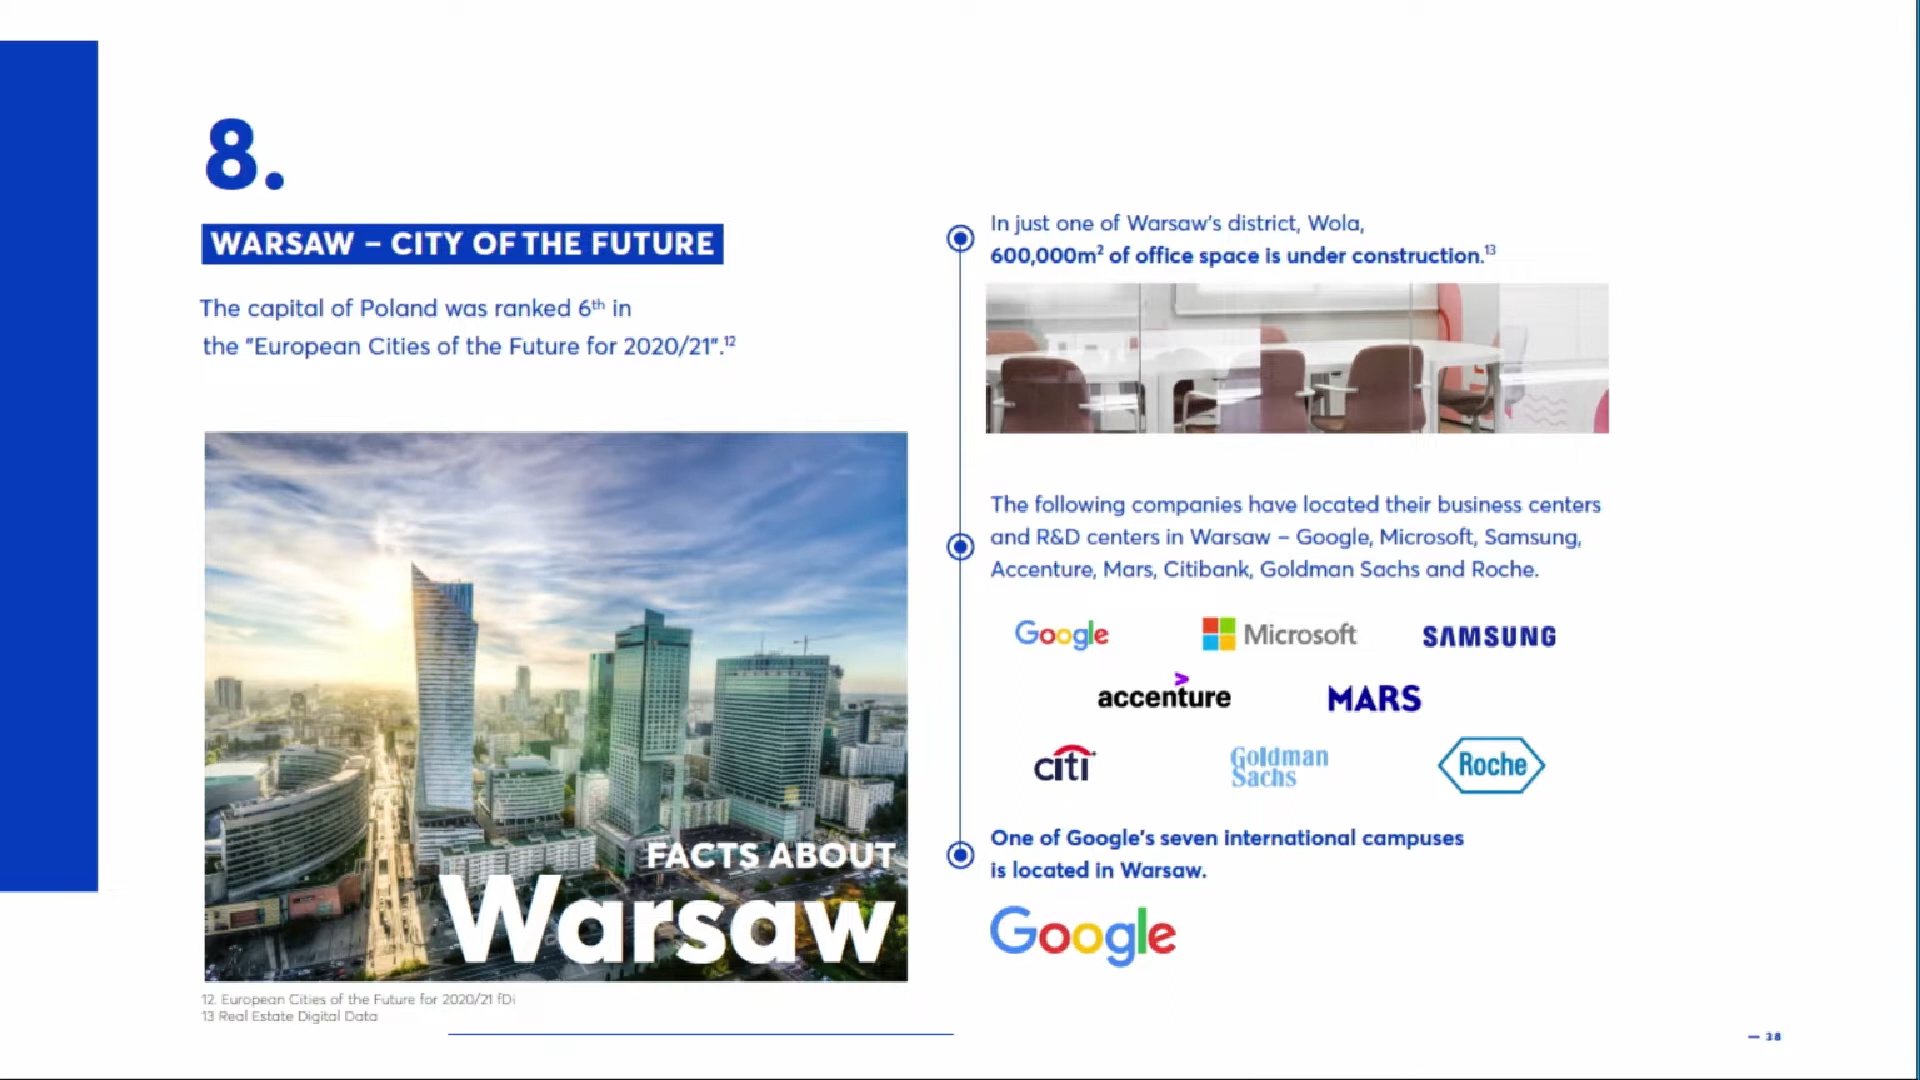 8.
WARSAW – CITY OF THE FUTURE
The capital of Poland was ranked 6th in
the "European Cities of the Future for 2020/21".12
FACTS ABOUT
Warsaw
12. European Cities of the Future for 2020/21 fDi
13 Real Estate Digital Data
In just one of Warsaw's district, Wola,
600,000m² of office space is under construction.13
The following companies have located their business centers
and R&D centers in Warsaw – Google, Microsoft, Samsung,
Accenture, Mars, Citibank, Goldman Sachs and Roche.
Google Microsoft SAMSUNG
accenture MARS
citi Goldman Sachs Roche
One of Google's seven international campuses
is located in Warsaw.
Google
— 38